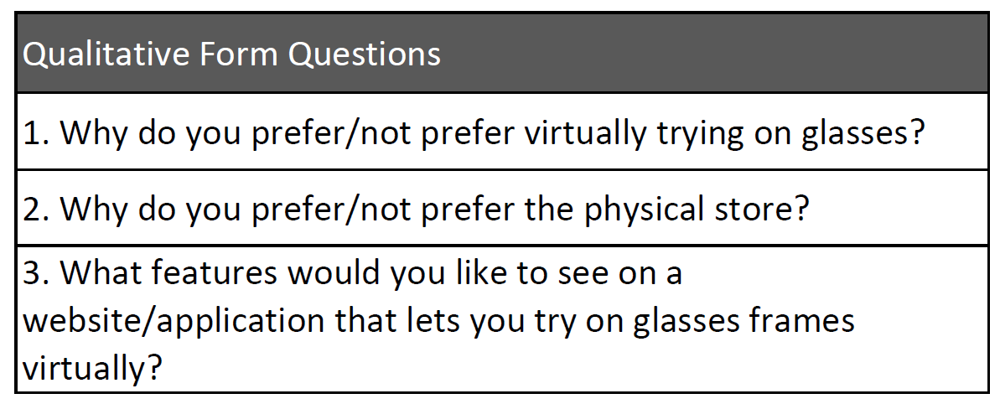 Qualitative Form Questions
1. Why do you prefer/not prefer virtually trying on glasses?
2. Why do you prefer/not prefer the physical store?
3. What features would you like to see on a
website/application that lets you try on glasses frames
virtually?